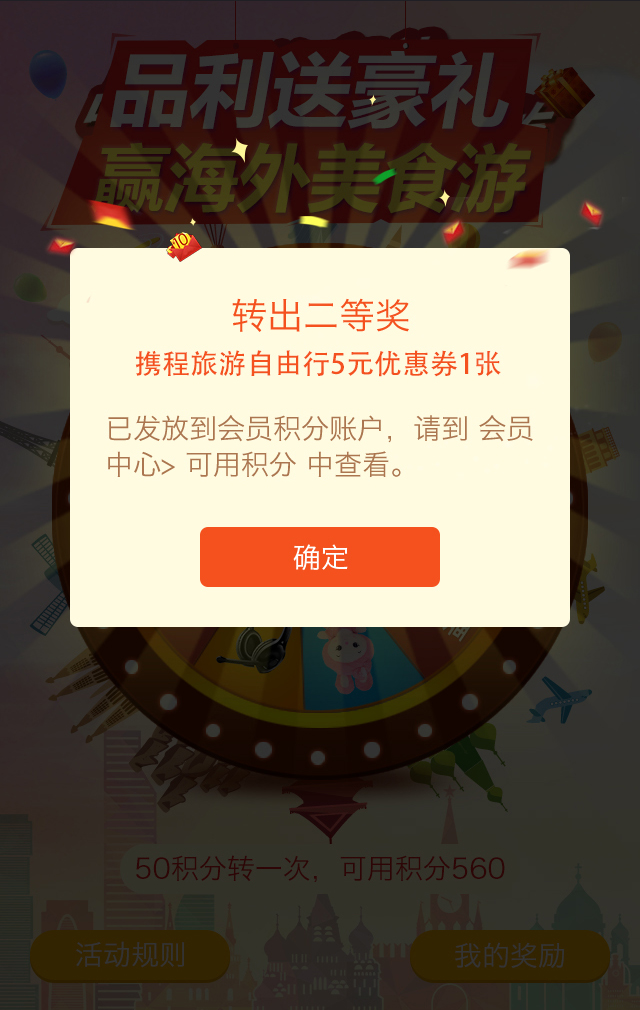 品利送豪礼
赢海外美食游
10
转出二等奖
携程旅游自由行5元优惠券1张
已发放到会员积分账户，请到 会员
中心> 可用积分 中查看。
确定
50积分转一次，可用积分560
活动规则
我的奖励